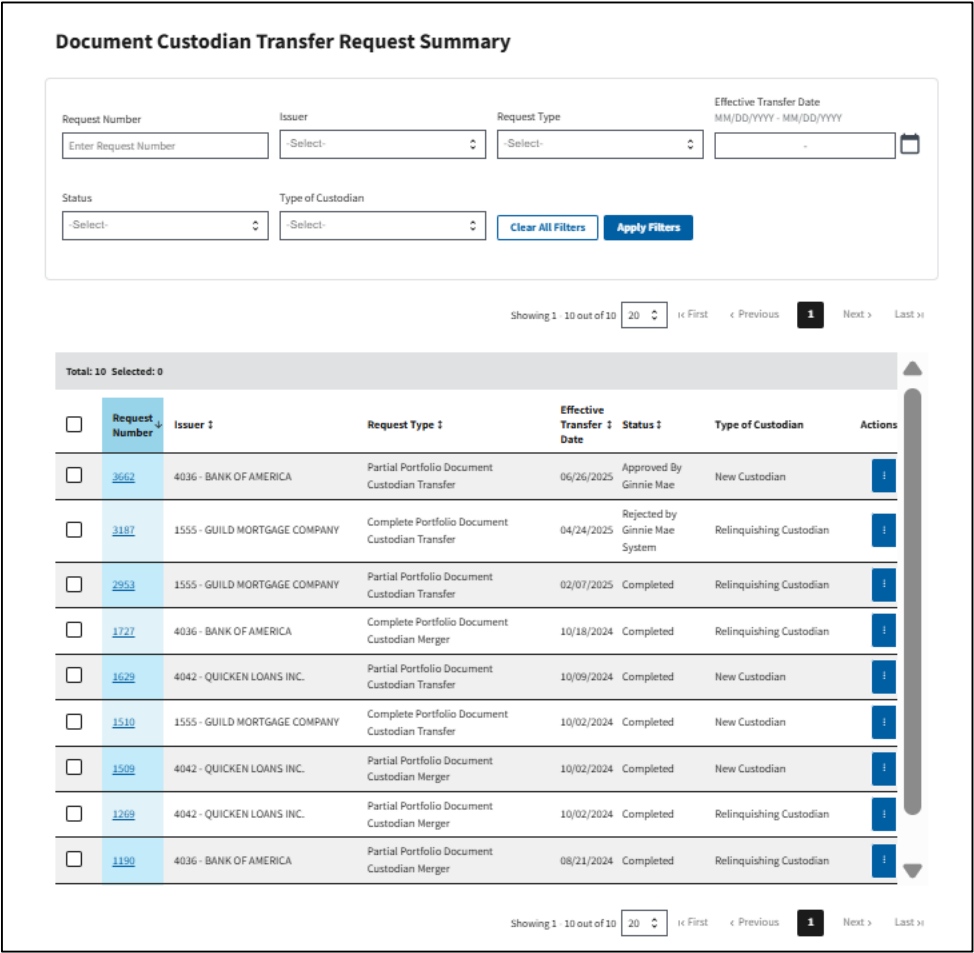 Document Custodian Transfer Request Summary
Effective Transfer Date
Request Number Issuer Request Type MM/DD/YYYY - MM/DD/YYYY
Enter Request Number -Select- -Select- -
Status Type of Custodian
-Select- -Select- Clear All Filters Apply Filters
Showing 1 - 10 out of 10 20 First Previous 1 Next Last
Total: 10 Selected: 0
Request Number Issuer Request Type Effective Transfer Date Status Type of Custodian Actions
3662 4036 - BANK OF AMERICA Partial Portfolio Document Custodian Transfer 06/26/2025 Approved By Ginnie Mae New Custodian
3187 1555 - GUILD MORTGAGE COMPANY Complete Portfolio Document Custodian Transfer 04/24/2025 Rejected by Ginnie Mae System Relinquishing Custodian
2953 1555 - GUILD MORTGAGE COMPANY Partial Portfolio Document Custodian Transfer 02/07/2025 Completed Relinquishing Custodian
1727 4036 - BANK OF AMERICA Complete Portfolio Document Custodian Merger 10/18/2024 Completed Relinquishing Custodian
1629 4042 - QUICKEN LOANS INC. Partial Portfolio Document Custodian Transfer 10/09/2024 Completed New Custodian
1510 1555 - GUILD MORTGAGE COMPANY Complete Portfolio Document Custodian Transfer 10/02/2024 Completed New Custodian
1509 4042 - QUICKEN LOANS INC. Partial Portfolio Document Custodian Merger 10/02/2024 Completed New Custodian
1269 4042 - QUICKEN LOANS INC. Partial Portfolio Document Custodian Merger 10/02/2024 Completed Relinquishing Custodian
1190 4036 - BANK OF AMERICA Partial Portfolio Document Custodian Merger 08/21/2024 Completed Relinquishing Custodian
Showing 1 - 10 out of 10 20 First Previous 1 Next Last